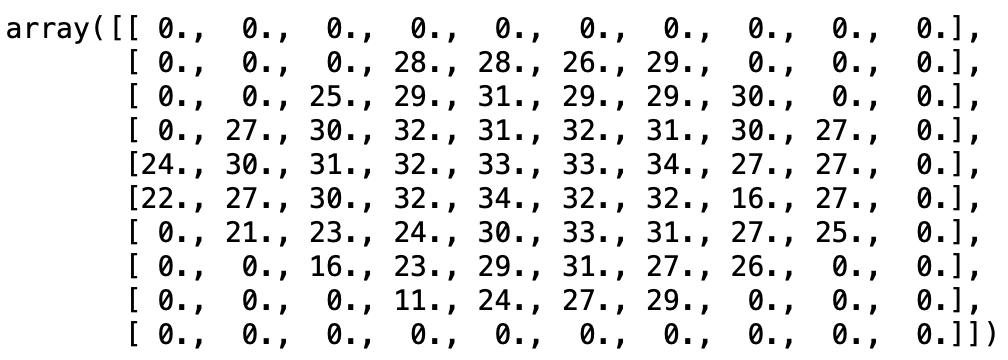 array([[ 0.,  0.,  0.,  0.,  0.,  0.,  0.,  0.,  0.,  0.],
       [ 0.,  0.,  0., 28., 28., 26., 29.,  0.,  0.,  0.],
       [ 0.,  0., 25., 29., 31., 29., 29., 30.,  0.,  0.],
       [ 0., 27., 30., 32., 31., 32., 31., 30., 27.,  0.],
       [24., 30., 31., 32., 33., 33., 34., 27., 27.,  0.],
       [22., 27., 30., 32., 34., 32., 32., 16., 27.,  0.],
       [ 0., 21., 23., 24., 30., 33., 31., 27., 25.,  0.],
       [ 0.,  0., 16., 23., 29., 31., 27., 26.,  0.,  0.],
       [ 0.,  0.,  0., 11., 24., 27., 29.,  0.,  0.,  0.],
       [ 0.,  0.,  0.,  0.,  0.,  0.,  0.,  0.,  0.,  0.]])